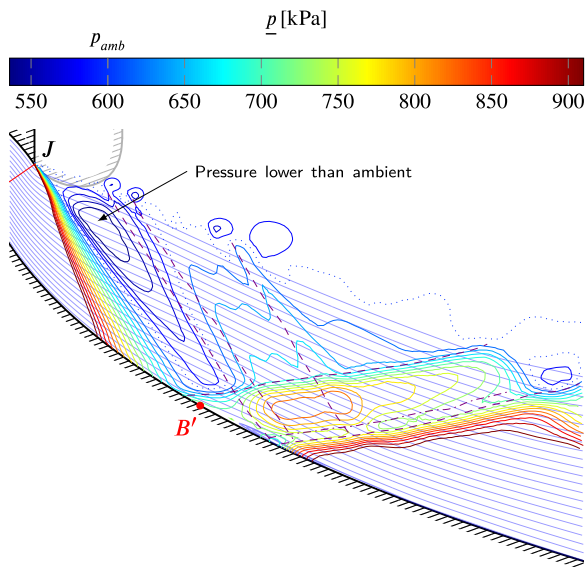 p [kPa]
p_amb
550 600 650 700 750 800 850 900
J
Pressure lower than ambient
B′